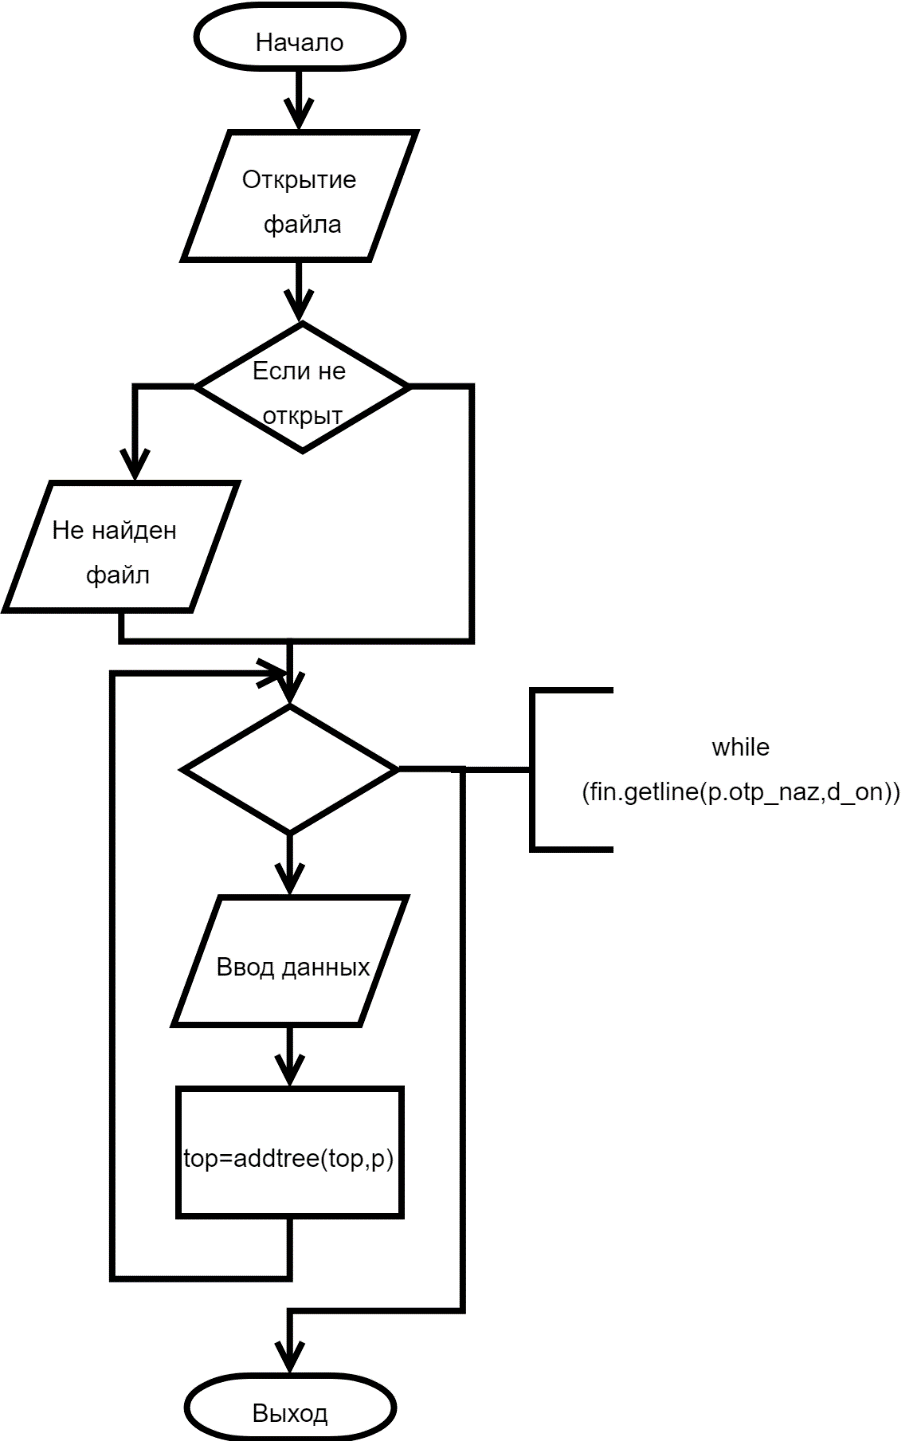 Начало
Открытие
файла
Если не
открыт
Не найден
файл
while
(fin.getline(p.otp_naz,d_on))
Ввод данных
top=addtree(top,p)
Выход